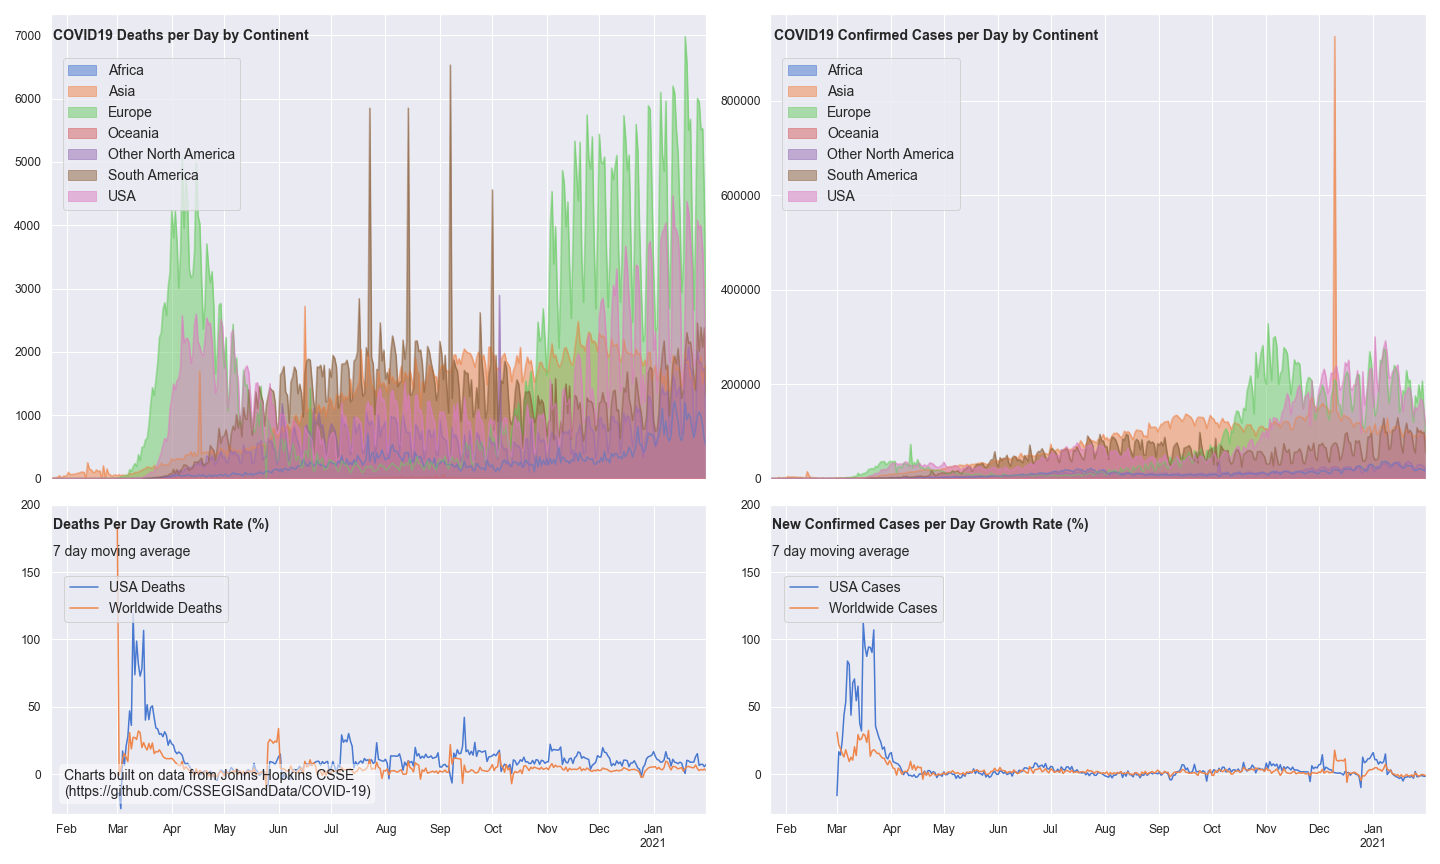 COVID19 Deaths per Day by Continent
7000
6000
5000
4000
3000
2000
1000
0
Africa
Asia
Europe
Oceania
Other North America
South America
USA
COVID19 Confirmed Cases per Day by Continent
800000
600000
400000
200000
0
Africa
Asia
Europe
Oceania
Other North America
South America
USA
Deaths Per Day Growth Rate (%)
7 day moving average
200
150
100
50
0
USA Deaths
Worldwide Deaths
Charts built on data from Johns Hopkins CSSE
(https://github.com/CSSEGISandData/COVID-19)
Feb Mar Apr May Jun Jul Aug Sep Oct Nov Dec Jan
2021
New Confirmed Cases per Day Growth Rate (%)
7 day moving average
200
150
100
50
0
USA Cases
Worldwide Cases
Feb Mar Apr May Jun Jul Aug Sep Oct Nov Dec Jan
2021